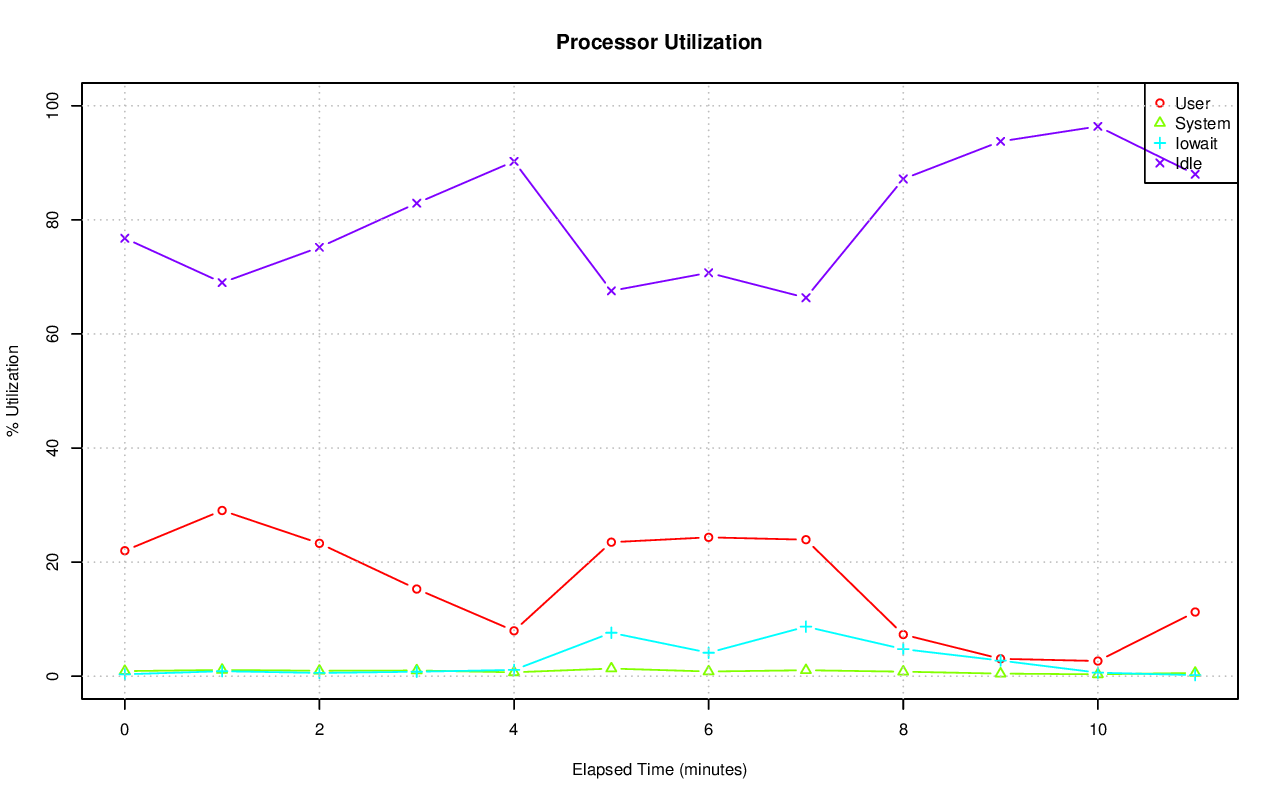 Processor Utilization
User
System
Iowait
Idle
% Utilization
100
80
60
40
20
0
0 2 4 6 8 10
Elapsed Time (minutes)